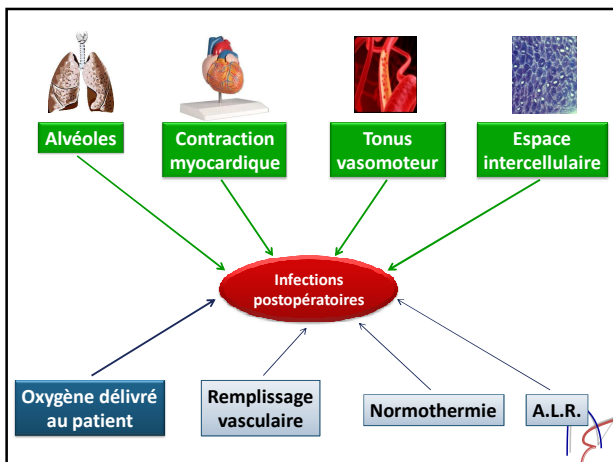 Alvéoles
Contraction
myocardique
Tonus
vasomoteur
Espace
intercellulaire
Infections
postopératoires
Oxygène délivré
au patient
Remplissage
vasculaire
Normothermie
A.L.R.